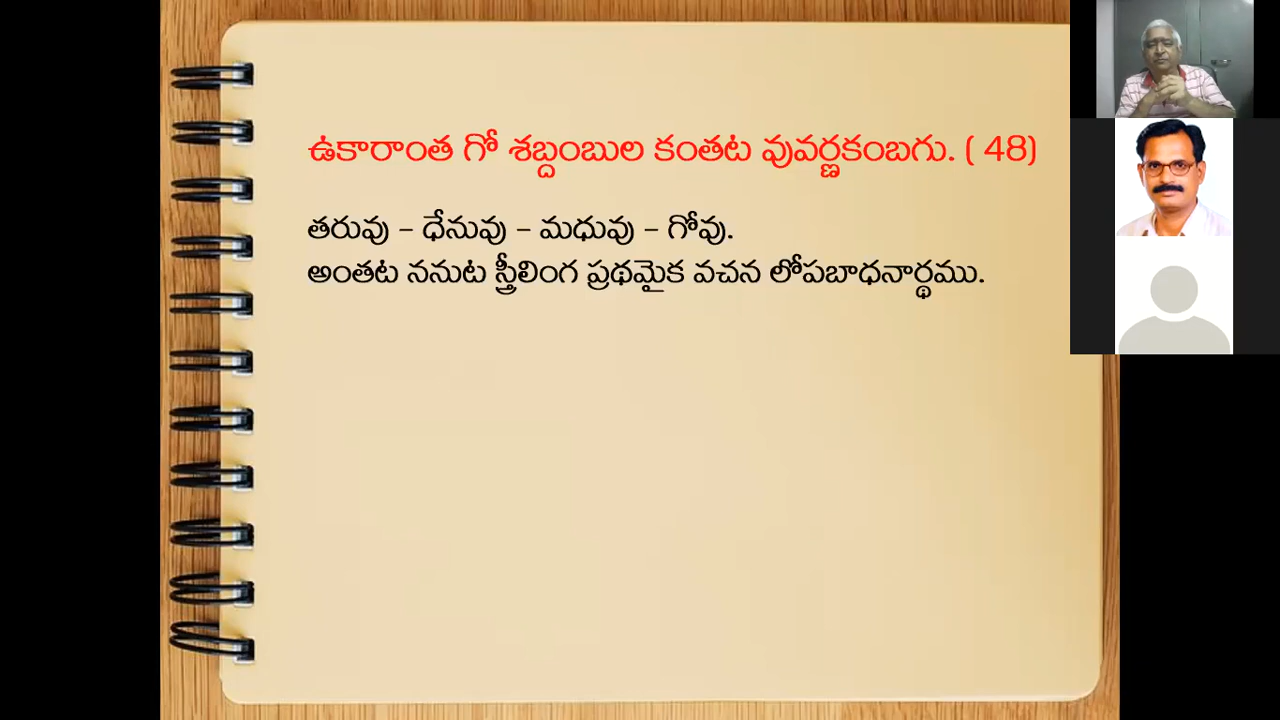 ఉకారాంత గో శబ్దంబుల కంతట వువర్ణకంబగు. ( 48)
తరువు – ధేనువు – మధువు – గోవు.
అంతట ననుట స్త్రీలింగ ప్రథమైక వచన లోపబాధనార్థము.